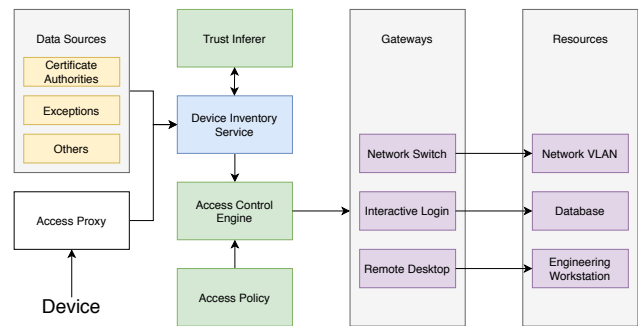 Data Sources
Certificate
Authorities
Exceptions
Others
Access Proxy
Device
Trust Inferer
Device Inventory
Service
Access Control
Engine
Access Policy
Gateways
Network Switch
Interactive Login
Remote Desktop
Resources
Network VLAN
Database
Engineering
Workstation